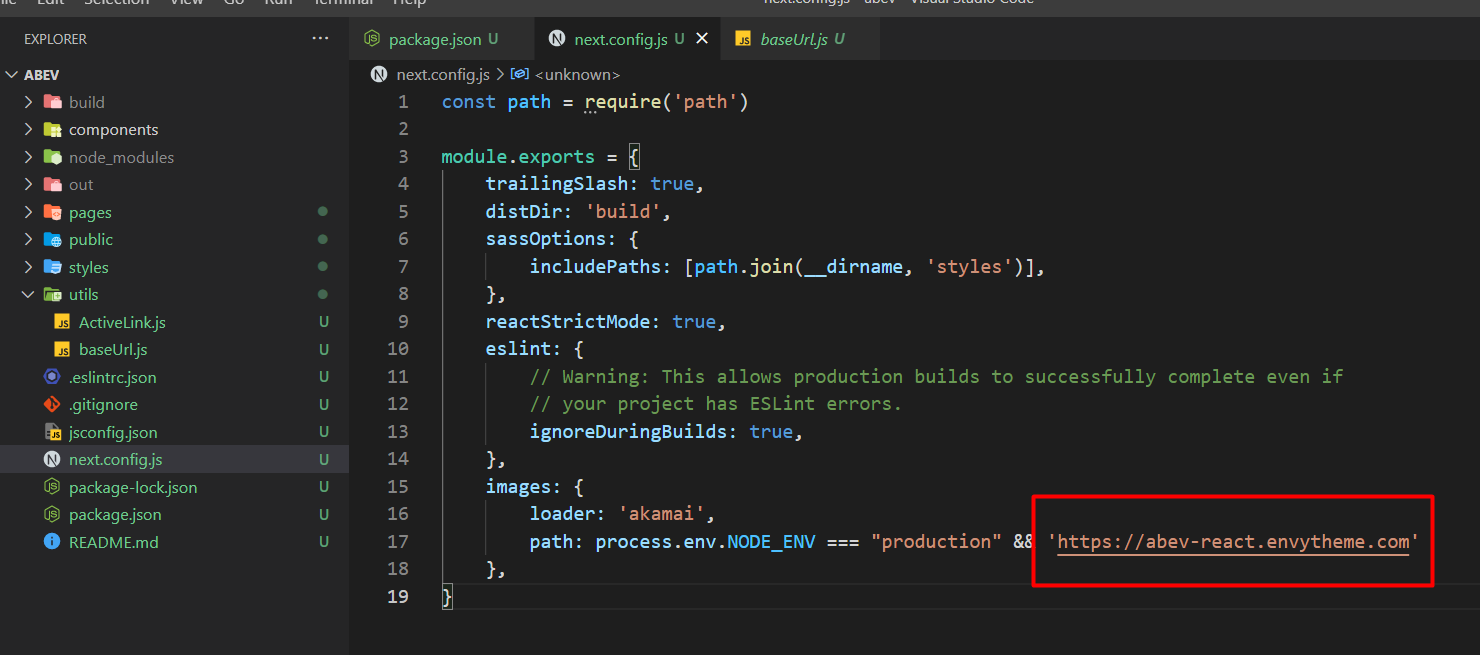 Edit Selection View Go Run Terminal Help next.config.js - abev - Visual Studio Code
EXPLORER ···
package.json U
next.config.js U
baseUrl.js U
ABEV
build
components
node_modules
out
pages
public
styles
utils
ActiveLink.js U
baseUrl.js U
.eslintrc.json U
.gitignore U
jsconfig.json U
next.config.js U
package-lock.json U
package.json U
README.md U
next.config.js > <unknown>
1 const path = require('path')
2
3 module.exports = {
4 trailingSlash: true,
5 distDir: 'build',
6 sassOptions: {
7 includePaths: [path.join(__dirname, 'styles')],
8 },
9 reactStrictMode: true,
10 eslint: {
11 // Warning: This allows production builds to successfully complete even if
12 // your project has ESLint errors.
13 ignoreDuringBuilds: true,
14 },
15 images: {
16 loader: 'akamai',
17 path: process.env.NODE_ENV === "production" && 'https://abev-react.envytheme.com'
18 },
19 }